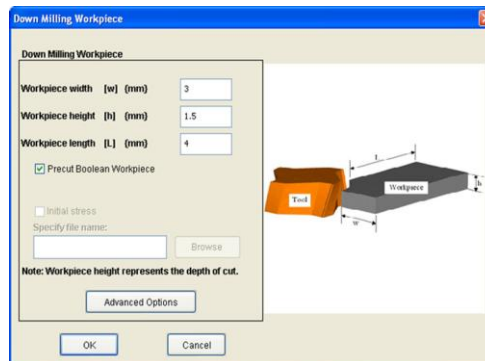 Down Milling Workpiece
Down Milling Workpiece
Workpiece width [w] (mm) 3
Workpiece height [h] (mm) 1.5
Workpiece length [L] (mm) 4
Precut Boolean Workpiece
Initial stress
Specify file name:
Browse
Note: Workpiece height represents the depth of cut.
Advanced Options
OK Cancel
L
Workpiece
h
Tool
w